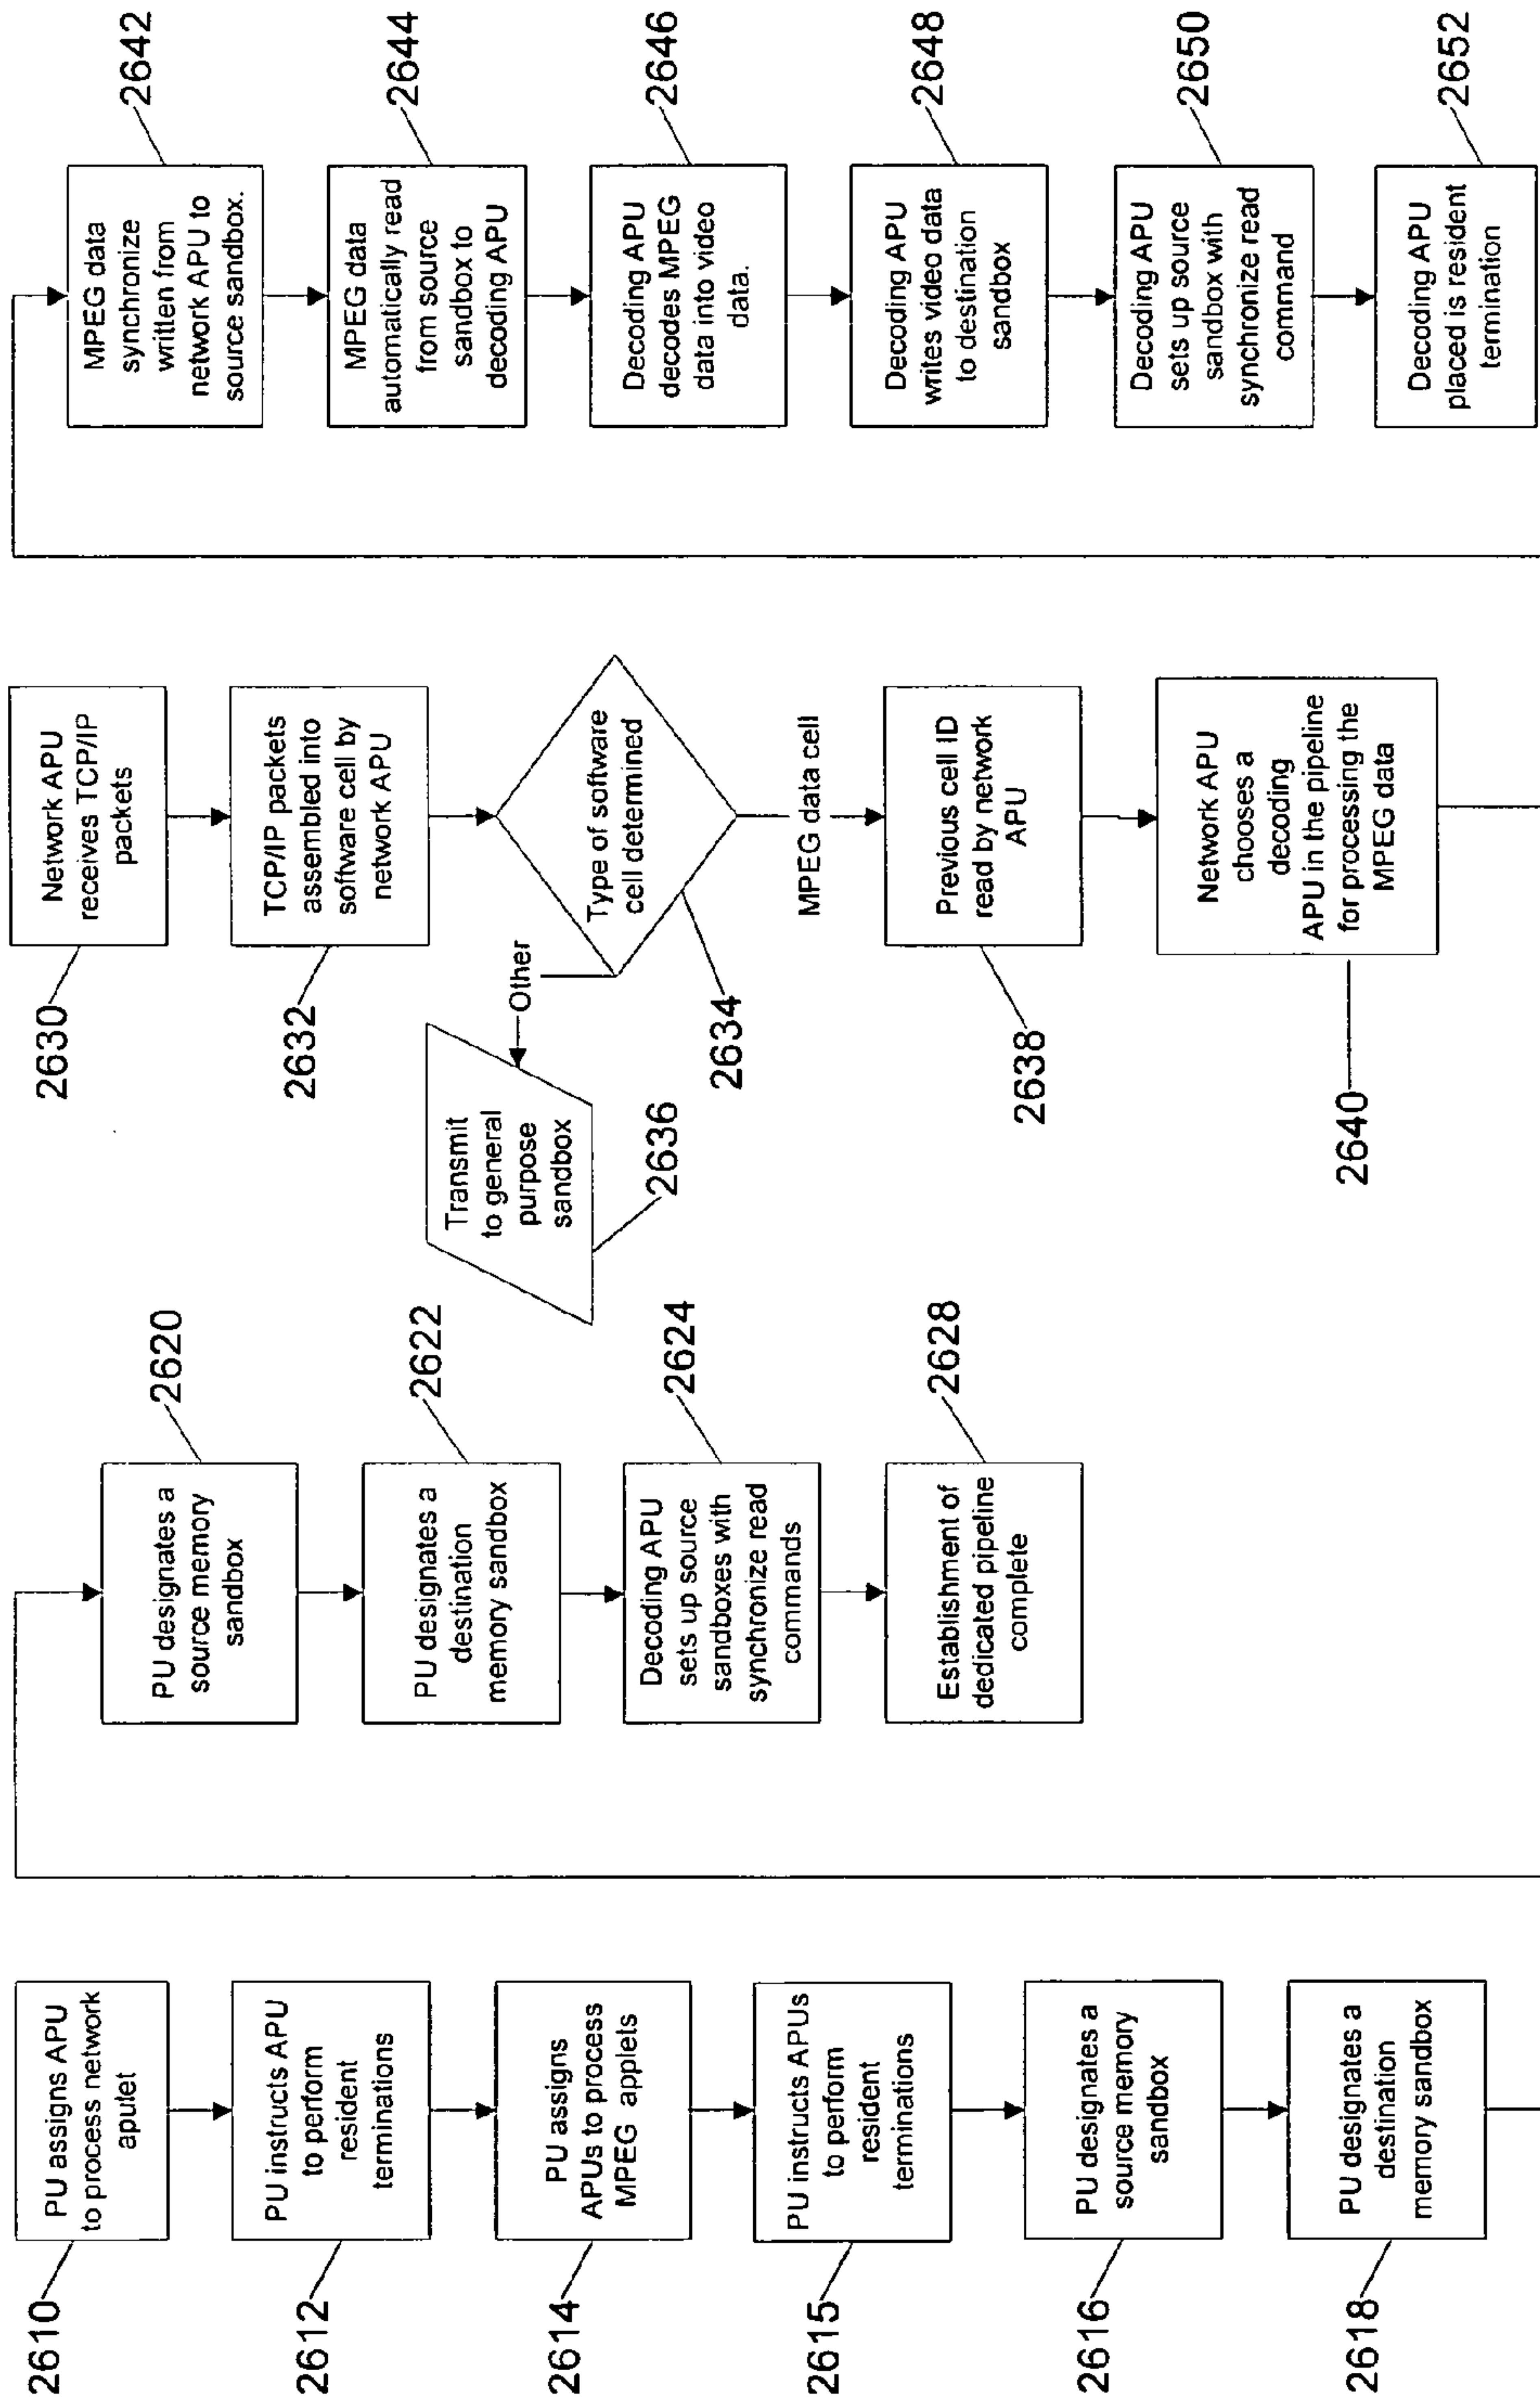 2610
PU assigns APU
to process network
aputet
2612
PU instructs APU
to perform
resident
terminations
2614
PU assigns
APUs to process
MPEG applets
2615
PU instructs APUs
to perform
resident
terminations
2616
PU designates a
source memory
sandbox
2618
PU designates a
destination
memory sandbox
2620
PU designates a
source memory
sandbox
2622
PU designates a
destination
memory sandbox
2624
Decoding APU
sets up source
sandboxes with
synchronize read
commands
2628
Establishment of
dedicated pipeline
complete
2630
Network APU
receives TCP/IP
packets
2632
TCP/IP packets
assembled into
software cell by
network APU
2634
Type of software
cell determined
Other
2636
Transmit
to general
purpose
sandbox
MPEG data cell
2638
Previous cell ID
read by network
APU
2640
Network APU
chooses a
decoding
APU in the pipeline
for processing the
MPEG data
2642
MPEG data
synchronize
written from
network APU to
source sandbox.
2644
MPEG data
automatically read
from source
sandbox to
decoding APU
2646
Decoding APU
decodes MPEG
data into video
data.
2648
Decoding APU
writes video data
to destination
sandbox
2650
Decoding APU
sets up source
sandbox with
synchronize read
command
2652
Decoding APU
placed is resident
termination